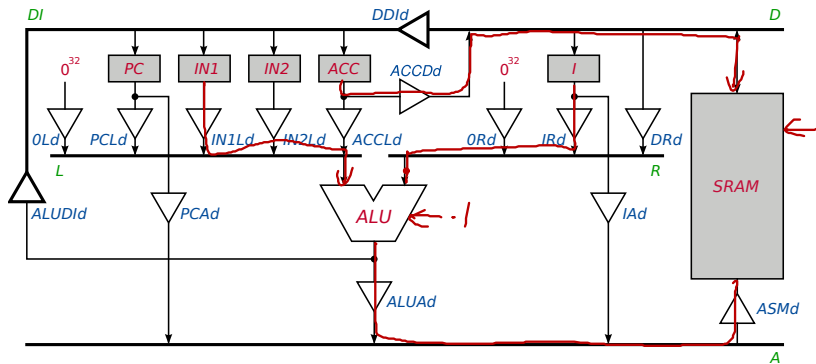 DI DDId D
0³² PC IN1 IN2 ACC ACCDd 0³² I
0Ld PCLd IN1Ld IN2Ld ACCLd 0Rd IRd DRd
L R
SRAM
ALUDId PCAd ALU -1 IAd
ALUAd ASMd
A